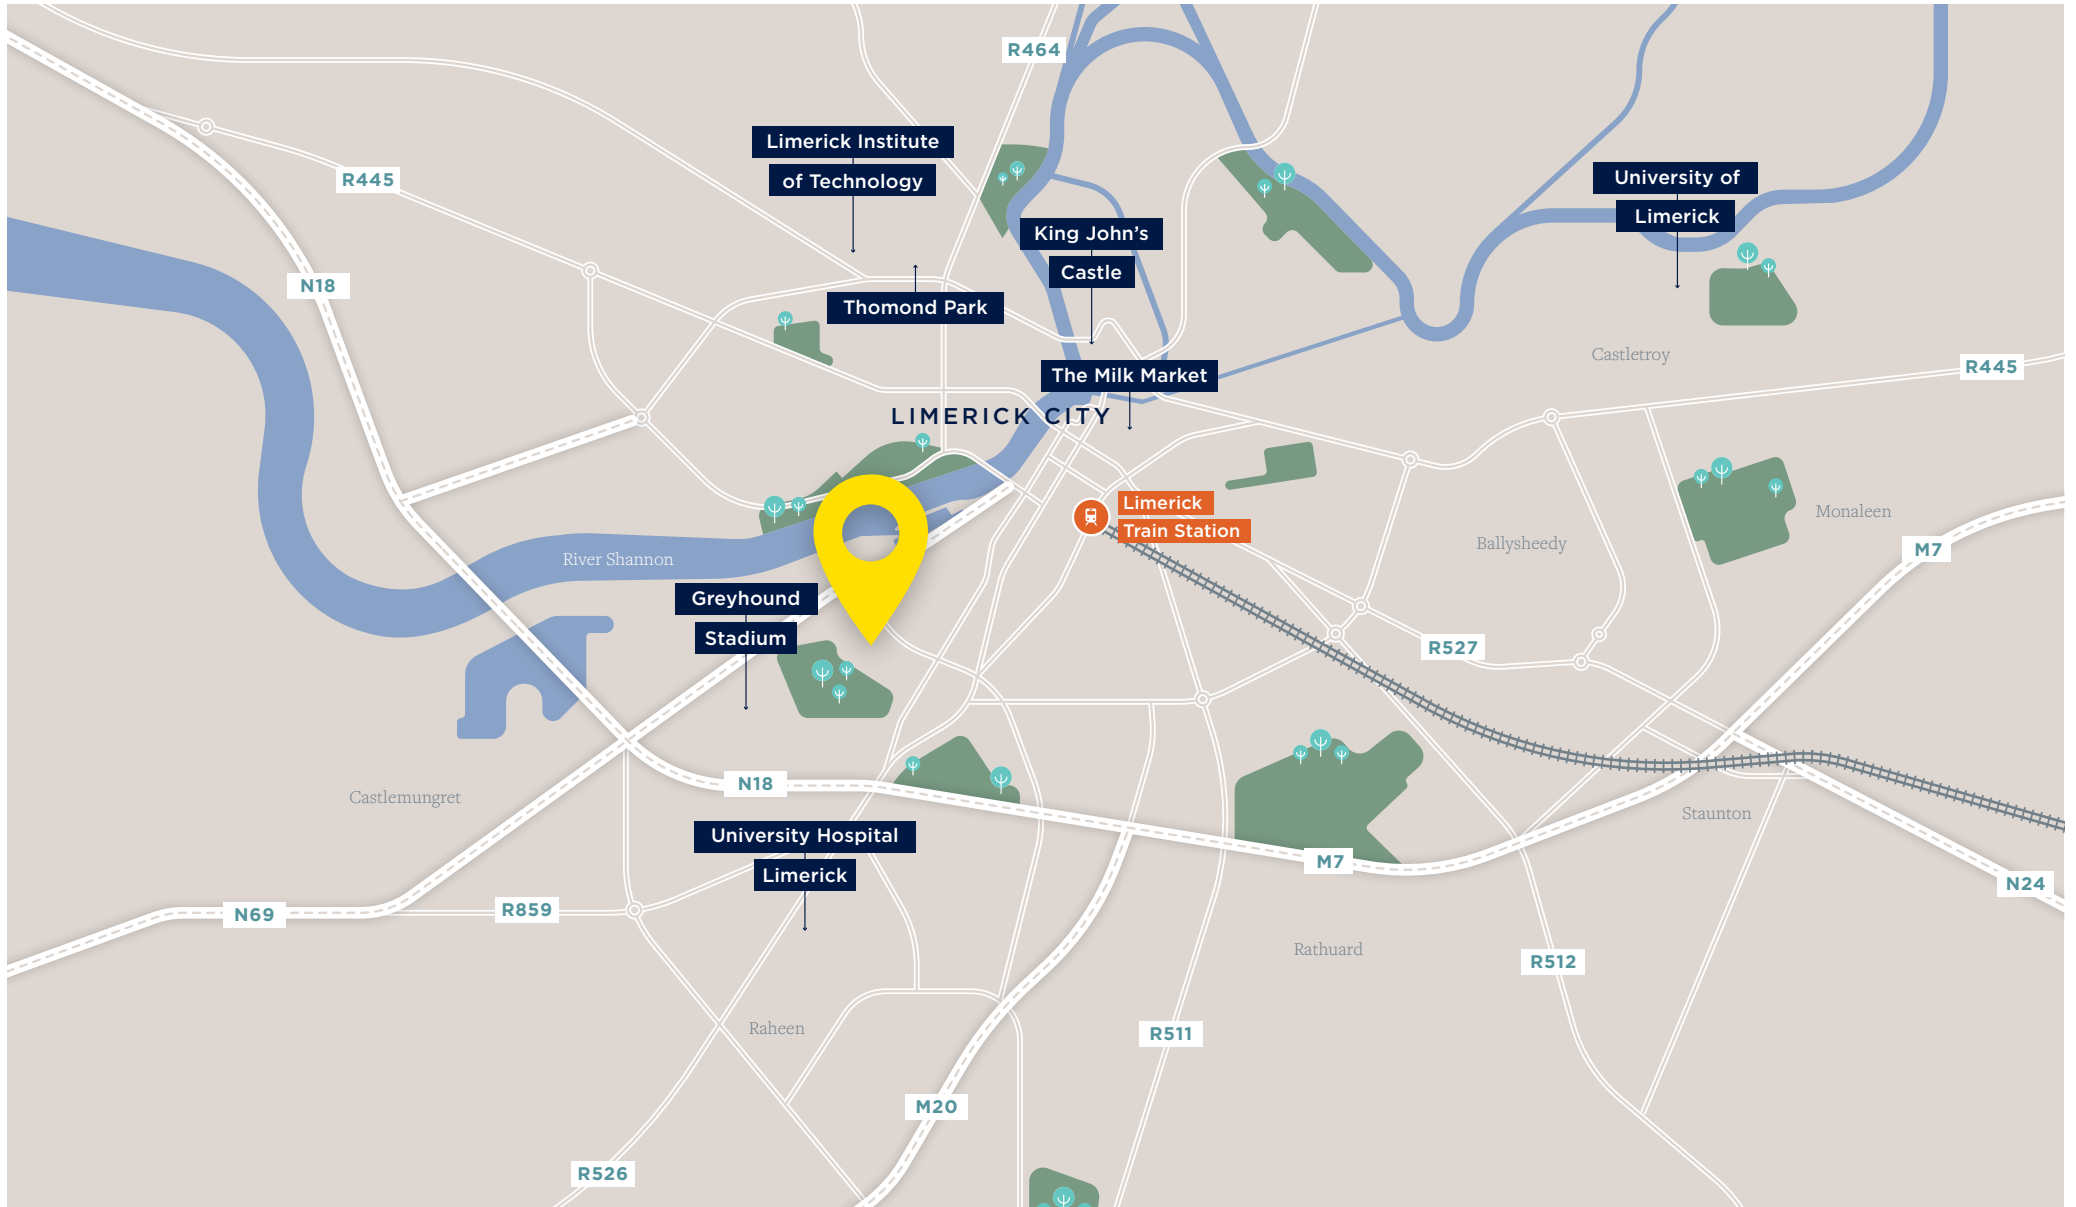 R464
Limerick Institute
of Technology
R445
University of
Limerick
King John's
Castle
N18
Thomond Park
Castletroy
R445
The Milk Market
LIMERICK CITY
Limerick
Train Station
Monaleen
Ballysheedy
M7
River Shannon
Greyhound
Stadium
R527
N18
Castlemungret
Staunton
University Hospital
Limerick
M7
N24
R859
N69
Rathuard
R512
Raheen
R511
M20
R526